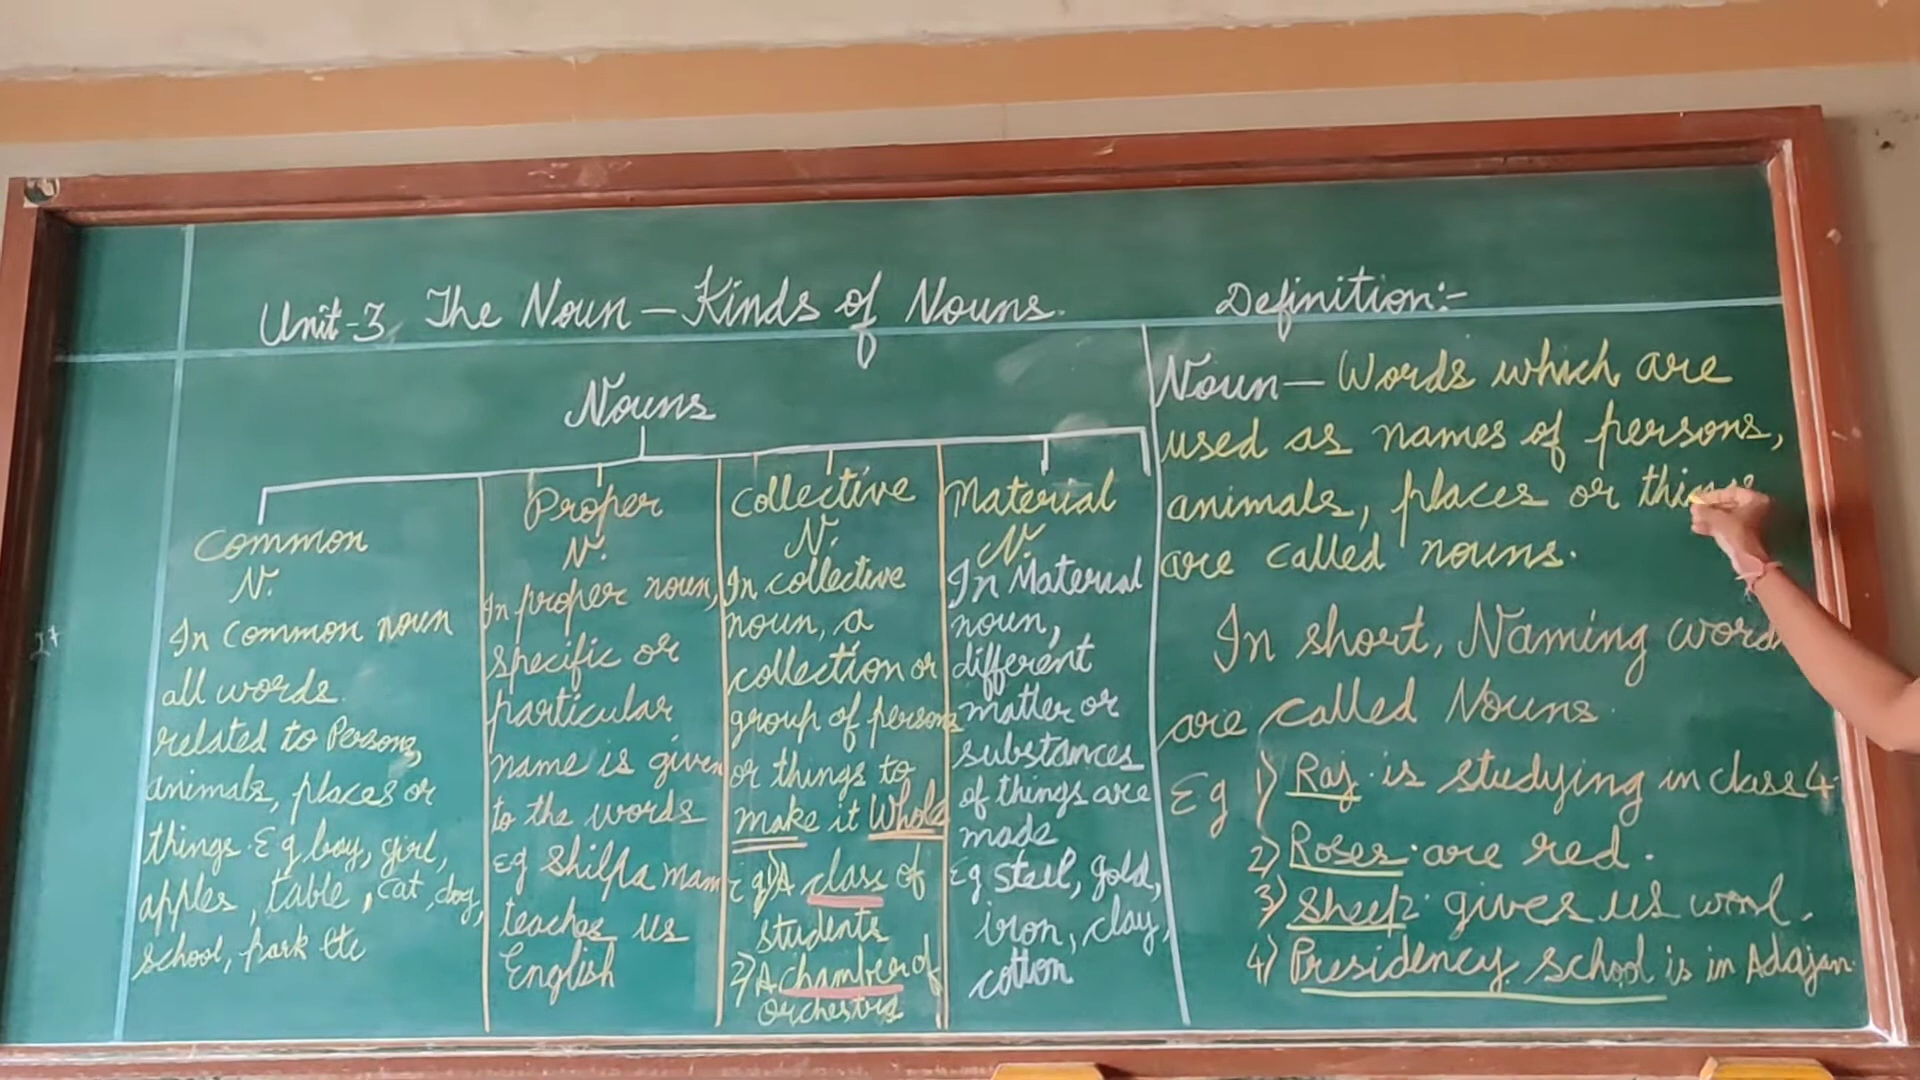 Unit-3 The Noun - Kinds of Nouns.
Nouns
Common
N.
In Common noun
all words
related to Persons,
animals, places or
things. Eg boy, girl,
apples, table, cat, dog,
school, park etc
Proper
N.
In proper noun,
specific or
particular
name is given
to the words
Eg Shilpa mam
teaches us
English
Collective
N.
In collective
noun, a
collection or
group of persons
or things to
make it Whole
eg 1) A class of
students
2) A chamber of
Orchestra
Material
N.
In Material
noun,
different
matter or
substances
of things are
made
Eg steel, gold,
iron, clay,
cotton
Definition:-
Noun - Words which are
used as names of persons,
animals, places or
are called nouns.
In short, Naming
are called Nouns.
Eg 1) Raj is studying in class 4.
2) Roses are red.
3) Sheep gives us wool.
4) Presidency school is in Adajan.